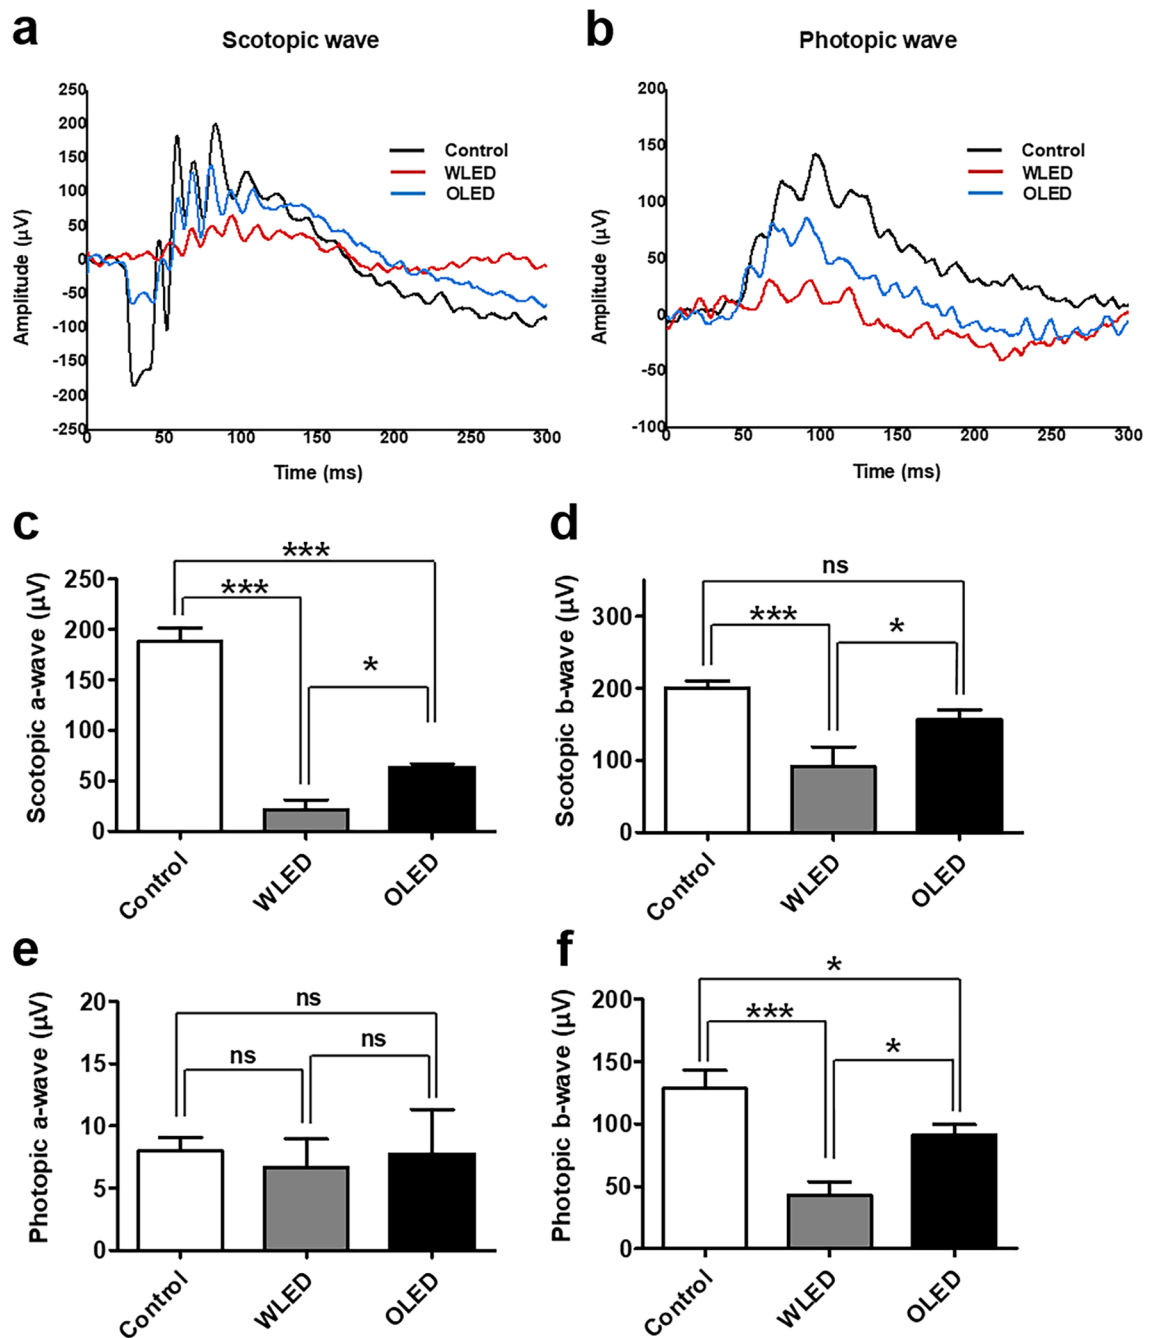 a
Scotopic wave
250
200
150
100
50
0
-50
-100
-150
-200
-250
Amplitude (µV)
Control
WLED
OLED
0 50 100 150 200 250 300
Time (ms)
b
Photopic wave
200
150
100
50
0
-50
-100
Amplitude (µV)
Control
WLED
OLED
0 50 100 150 200 250 300
Time (ms)
c
***
***
*
250
200
150
100
50
0
Scotopic a-wave (µV)
Control WLED OLED
d
ns
***
*
300
200
100
0
Scotopic b-wave (µV)
Control WLED OLED
e
ns
ns
ns
20
15
10
5
0
Photopic a-wave (µV)
Control WLED OLED
f
*
***
*
200
150
100
50
0
Photopic b-wave (µV)
Control WLED OLED